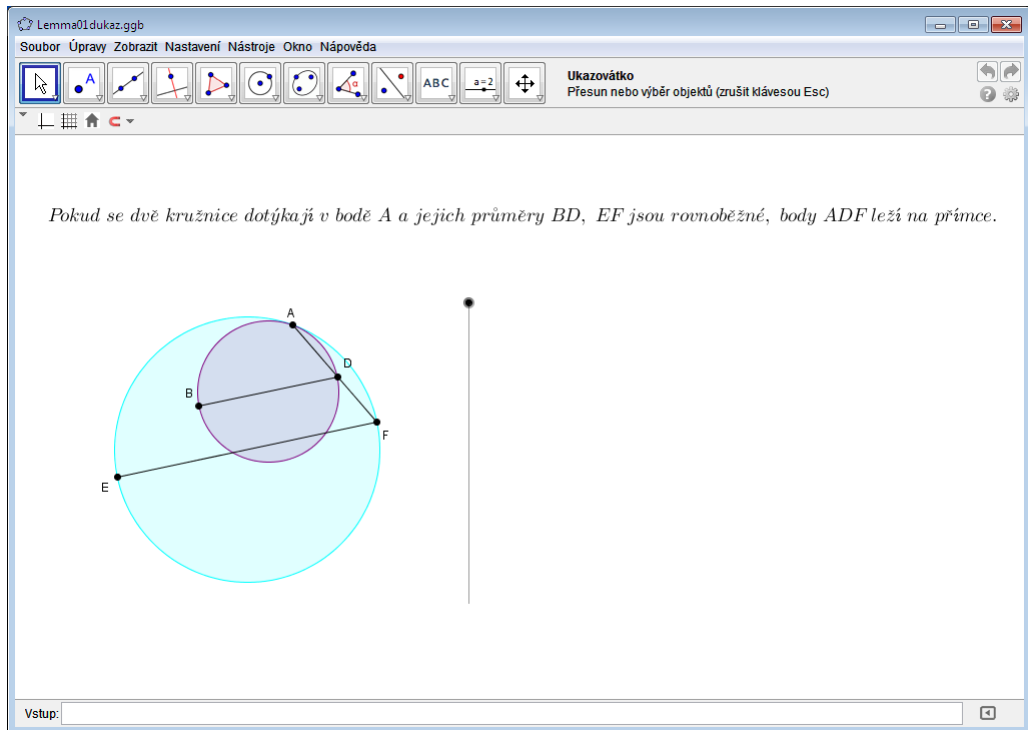 Lemma01dukaz.ggb
Soubor Úpravy Zobrazit Nastavení Nástroje Okno Nápověda
A
α
ABC
a=2
Ukazovátko
Přesun nebo výběr objektů (zrušit klávesou Esc)
Pokud se dvě kružnice dotýkají v bodě A a jejich průměry BD, EF jsou rovnoběžné, body ADF leží na přímce.
A
D
B
F
E
Vstup: